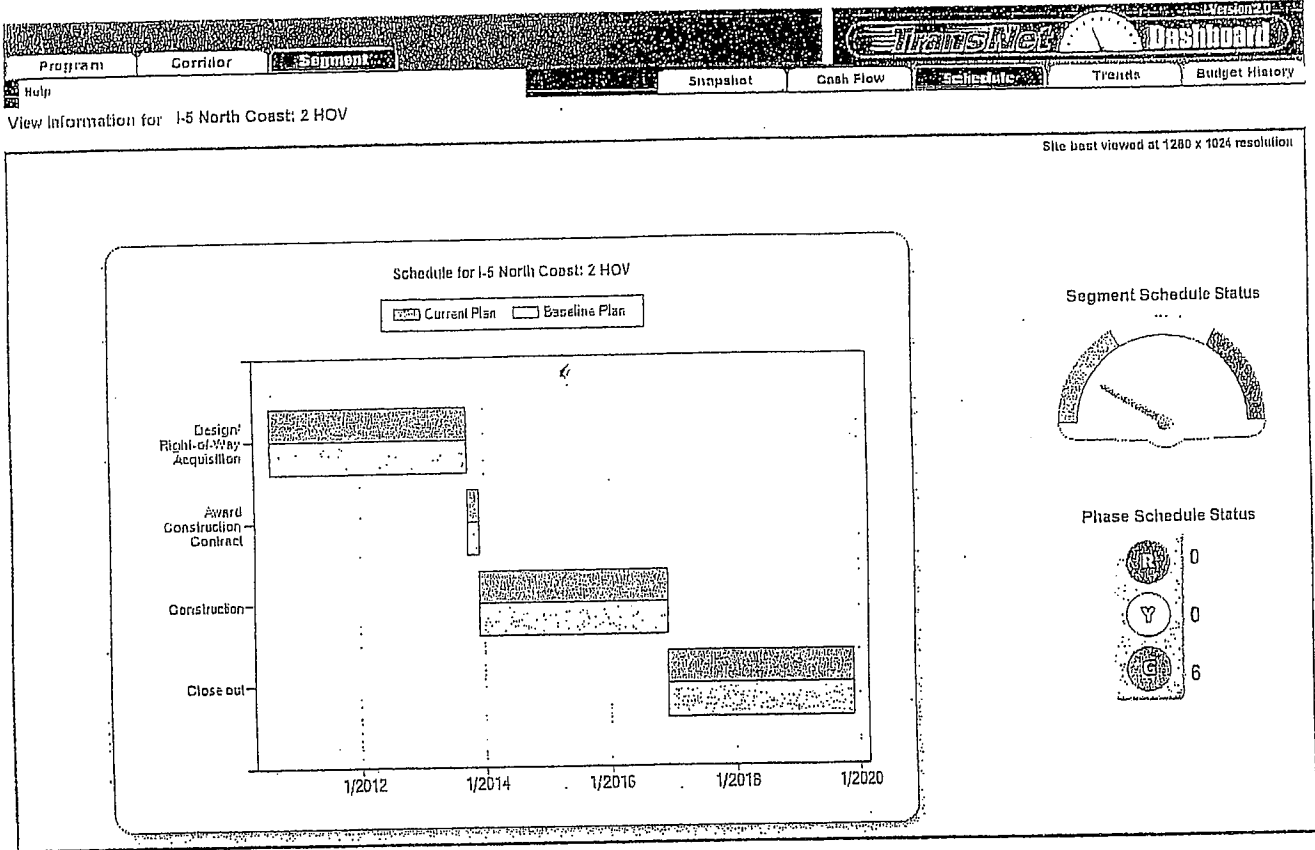 Version 2.0
TransNet Dashboard
Program Corridor Segment
Snapshot Cash Flow Schedule Trends Budget History
Help
View Information for I-5 North Coast: 2 HOV
Site best viewed at 1280 x 1024 resolution
Schedule for I-5 North Coast: 2 HOV
Current Plan Baseline Plan
Design/
Right-of-Way
Acquisition
Award
Construction
Contract
Construction
Close out
1/2012 1/2014 1/2016 1/2018 1/2020
Segment Schedule Status
Phase Schedule Status
R 0
Y 0
G 6